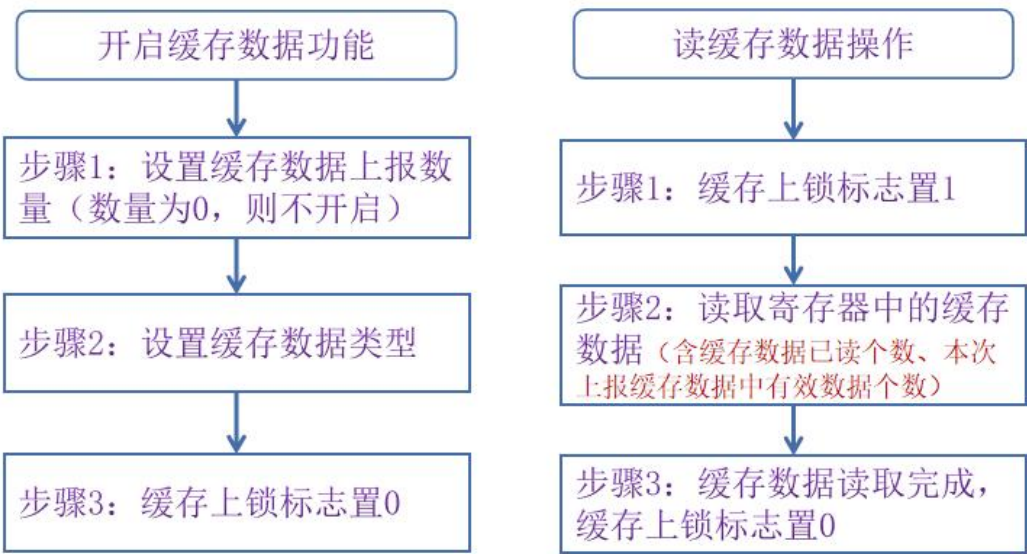 开启缓存数据功能
步骤1：设置缓存数据上报数
量（数量为0，则不开启）
步骤2：设置缓存数据类型
步骤3：缓存上锁标志置0
读缓存数据操作
步骤1：缓存上锁标志置1
步骤2：读取寄存器中的缓存
数据（含缓存数据已读个数、本次
上报缓存数据中有效数据个数）
步骤3：缓存数据读取完成，
缓存上锁标志置0